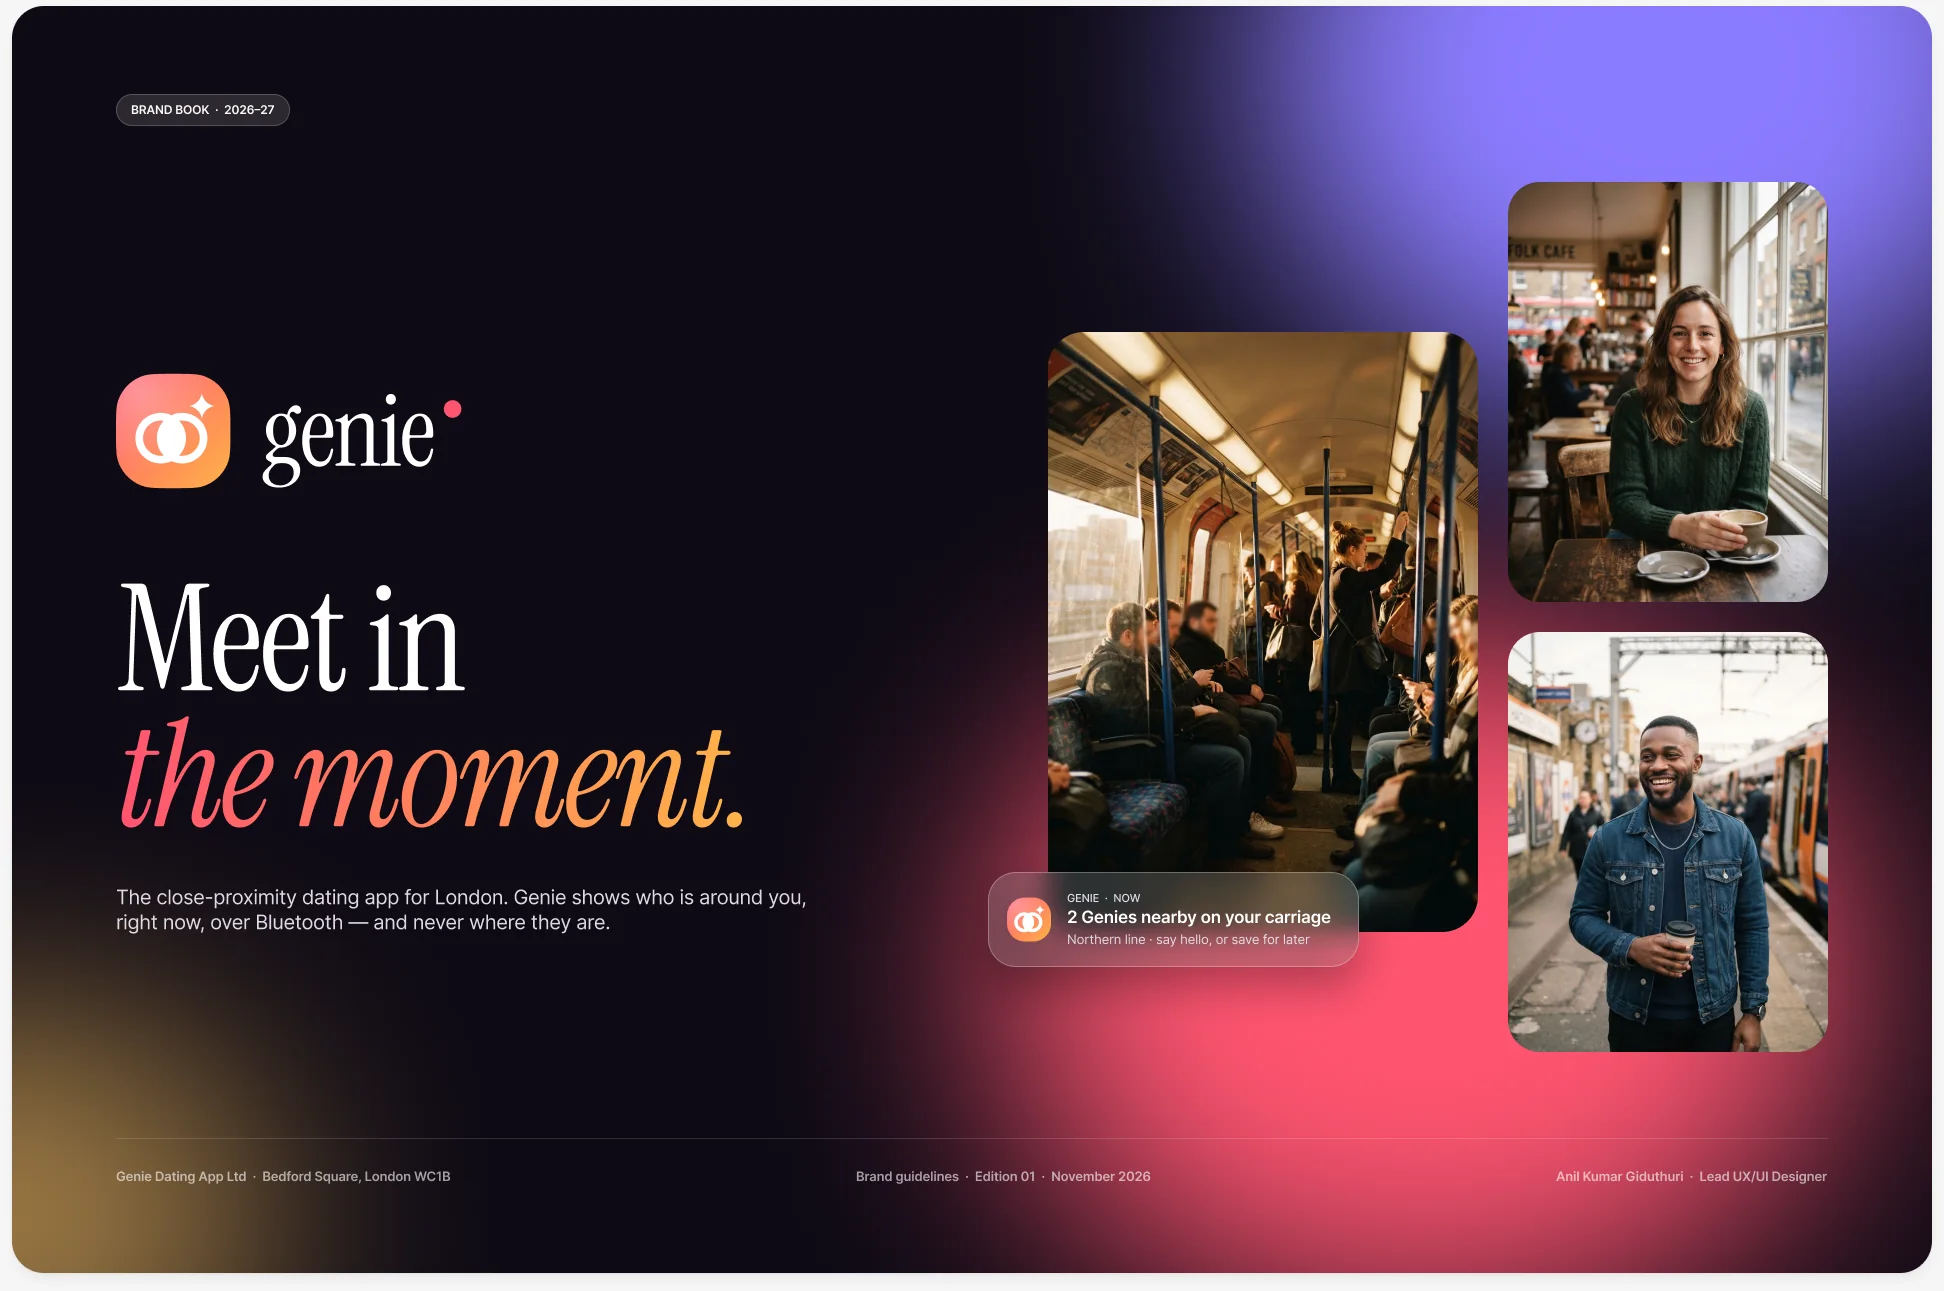 BRAND BOOK · 2026–27
genie
Meet in
the moment.
The close-proximity dating app for London. Genie shows who is around you,
right now, over Bluetooth — and never where they are.
FOLK CAFE
GENIE · NOW
2 Genies nearby on your carriage
Northern line · say hello, or save for later
Genie Dating App Ltd · Bedford Square, London WC1B
Brand guidelines · Edition 01 · November 2026
Anil Kumar Giduthuri · Lead UX/UI Designer